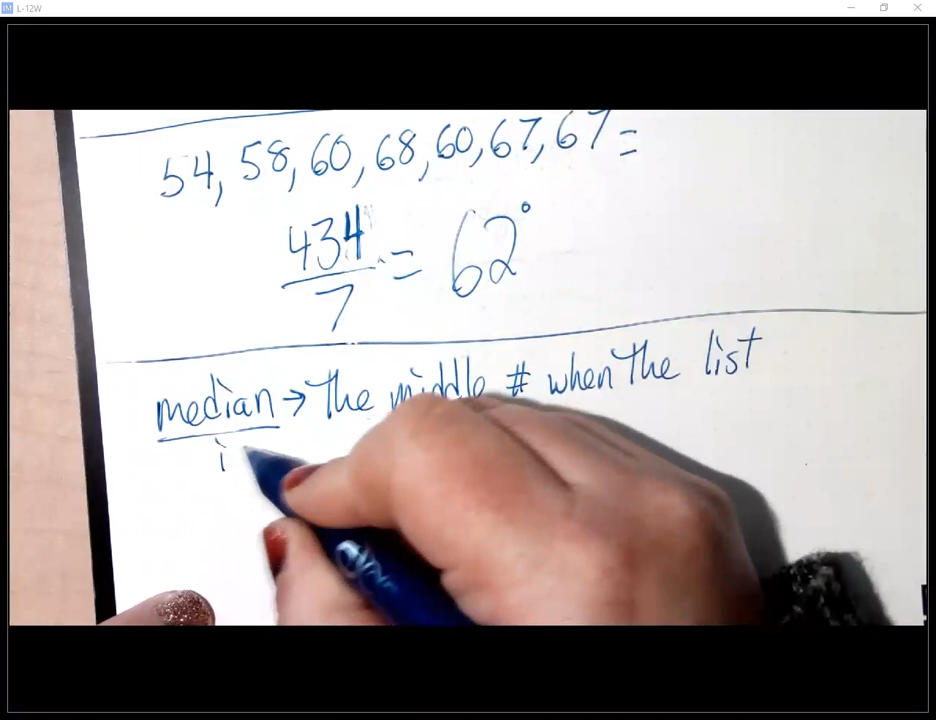 L-12W
54, 58, 60, 68, 60, 67, 67 =
434
7
= 62°
median → The middle # when the list
i